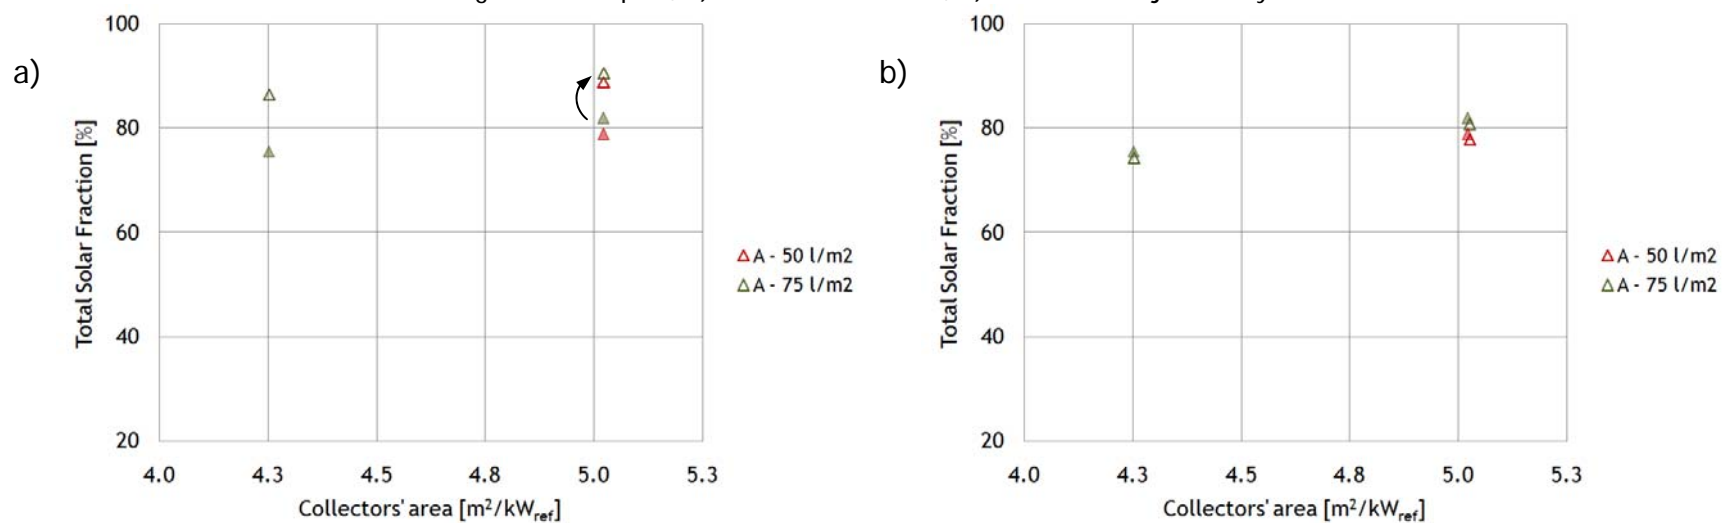 a)
100
80
60
40
20
Total Solar Fraction [%]
4.0 4.3 4.5 4.8 5.0 5.3
Collectors' area [m²/kWref]
A - 50 l/m2
A - 75 l/m2
b)
100
80
60
40
20
Total Solar Fraction [%]
4.0 4.3 4.5 4.8 5.0 5.3
Collectors' area [m²/kWref]
A - 50 l/m2
A - 75 l/m2